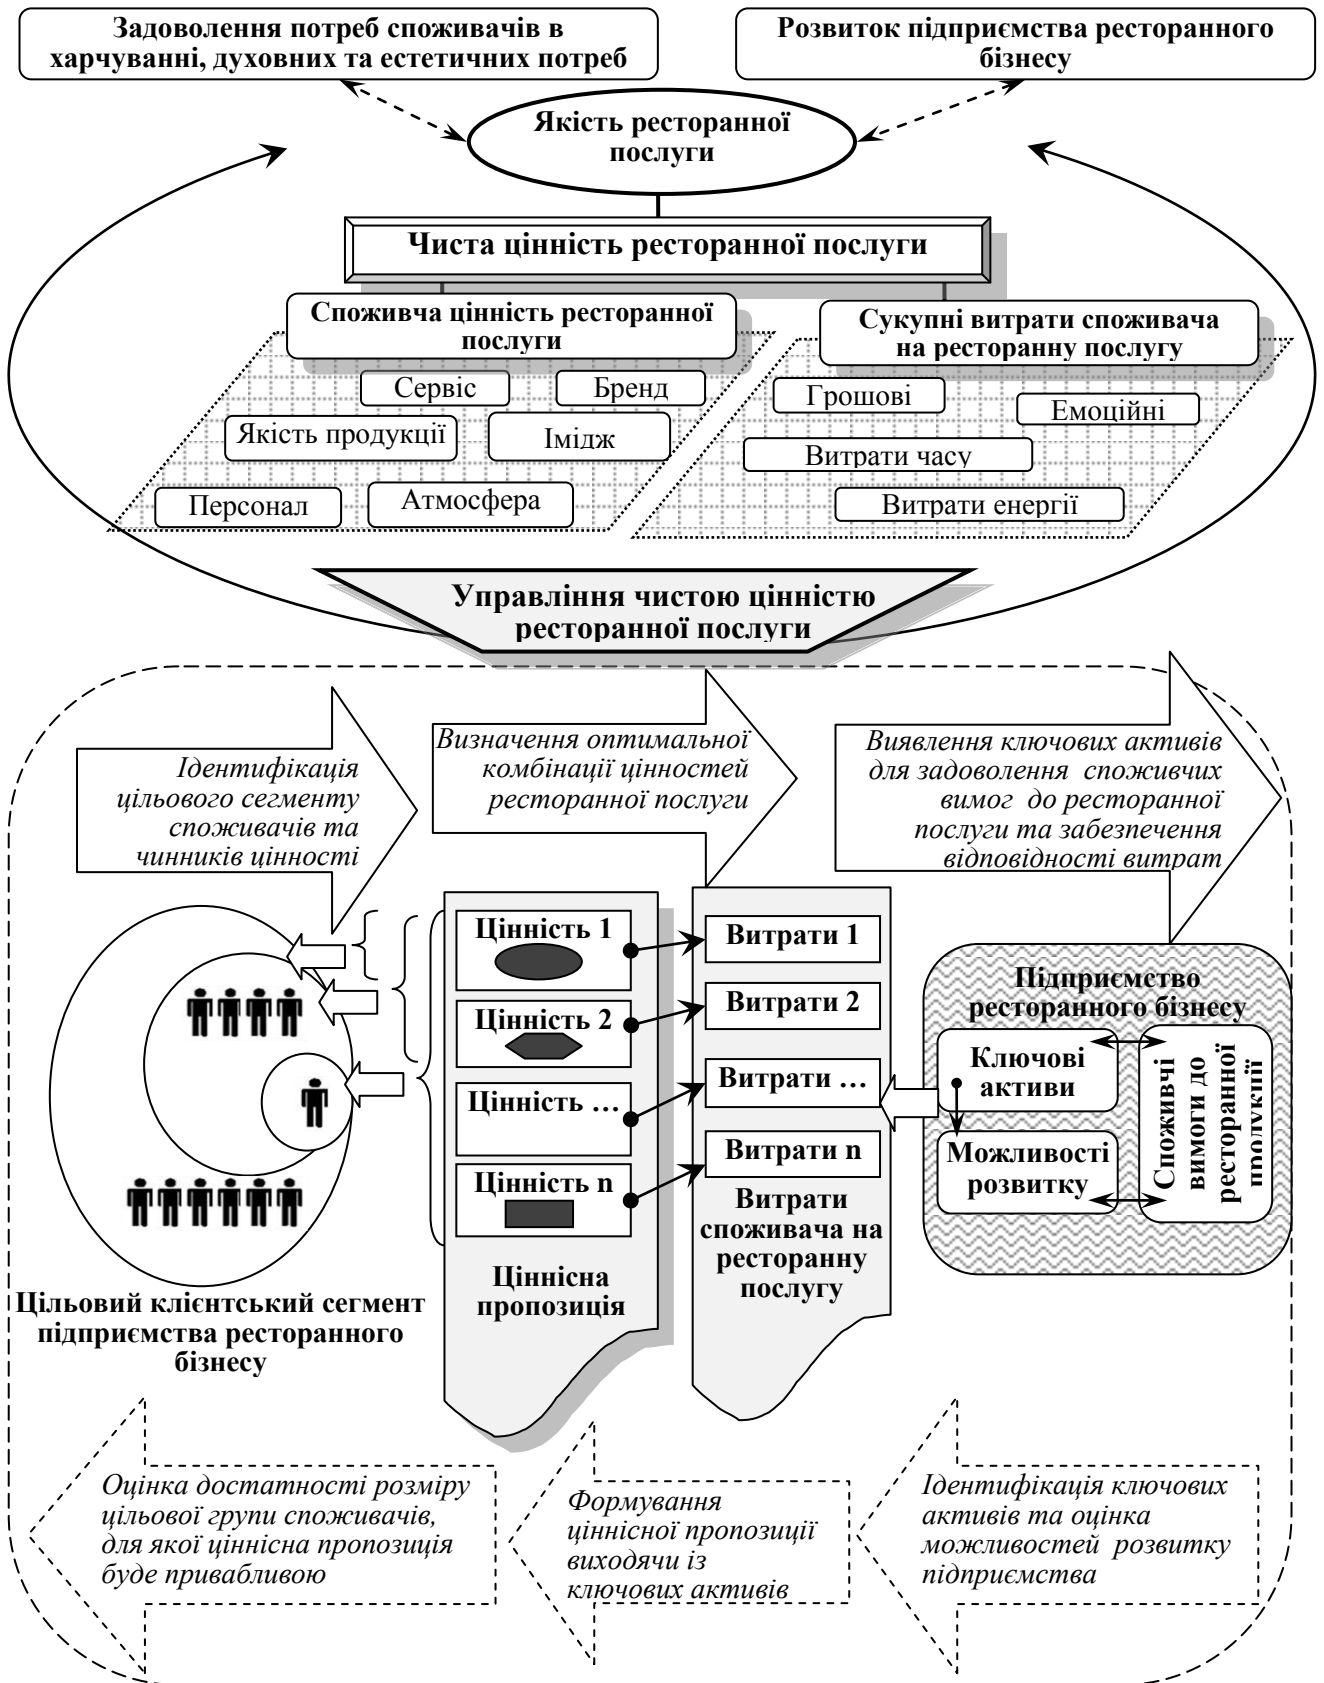 Задоволення потреб споживачів в
харчуванні, духовних та естетичних потреб
Розвиток підприємства ресторанного
бізнесу
Якість ресторанної
послуги
Чиста цінність ресторанної послуги
Споживча цінність ресторанної
послуги
Сукупні витрати споживача
на ресторанну послугу
Сервіс
Бренд
Якість продукції
Імідж
Персонал
Атмосфера
Грошові
Емоційні
Витрати часу
Витрати енергії
Управління чистою цінністю
ресторанної послуги
Ідентифікація
цільового сегменту
споживачів та
чинників цінності
Визначення оптимальної
комбінації цінностей
ресторанної послуги
Виявлення ключових активів
для задоволення споживчих
вимог до ресторанної
послуги та забезпечення
відповідності витрат
Цінність 1
Цінність 2
Цінність ...
Цінність n
Ціннісна
пропозиція
Витрати 1
Витрати 2
Витрати ...
Витрати n
Витрати
споживача на
ресторанну
послугу
Підприємство
ресторанного бізнесу
Ключові
активи
Можливості
розвитку
Споживчі
вимоги до
ресторанної
продукції
Цільовий клієнтський сегмент
підприємства ресторанного
бізнесу
Оцінка достатності розміру
цільової групи споживачів,
для якої ціннісна пропозиція
буде привабливою
Формування
ціннісної пропозиції
виходячи із
ключових активів
Ідентифікація ключових
активів та оцінка
можливостей розвитку
підприємства